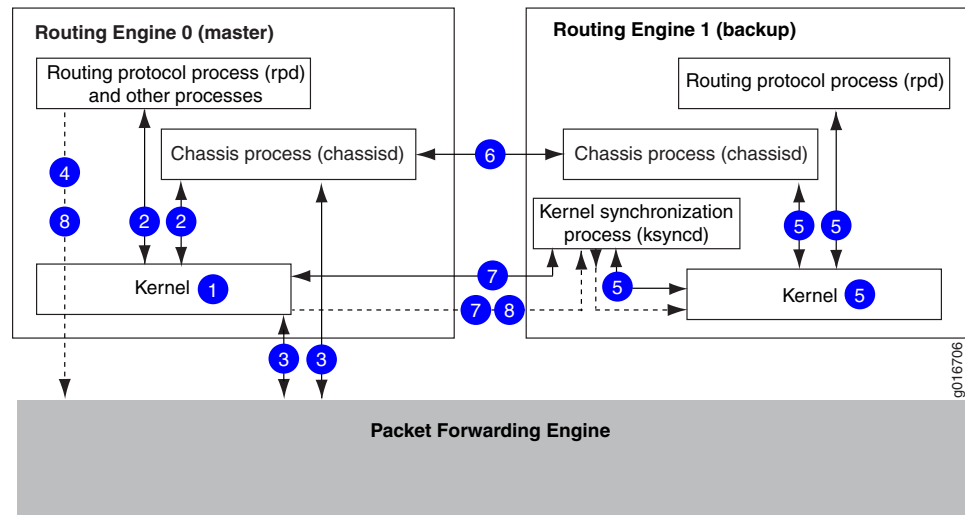 Routing Engine 0 (master)
Routing protocol process (rpd)
and other processes
Chassis process (chassisd)
4
8
2
2
Kernel 1
3
3
6
7
7 8
Routing Engine 1 (backup)
Routing protocol process (rpd)
Chassis process (chassisd)
Kernel synchronization
process (ksyncd)
5
5
5
Kernel 5
g016706
Packet Forwarding Engine